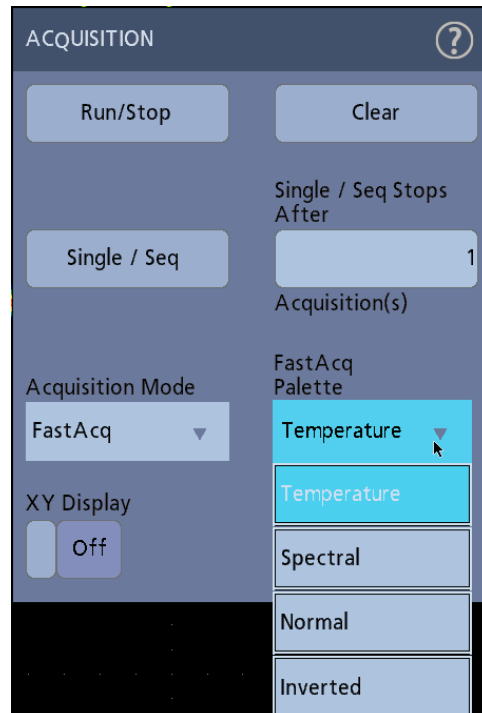 ACQUISITION
?
Run/Stop
Clear
Single / Seq Stops
After
Single / Seq
1
Acquisition(s)
FastAcq
Palette
Acquisition Mode
FastAcq
Temperature
Temperature
XY Display
Off
Spectral
Normal
Inverted